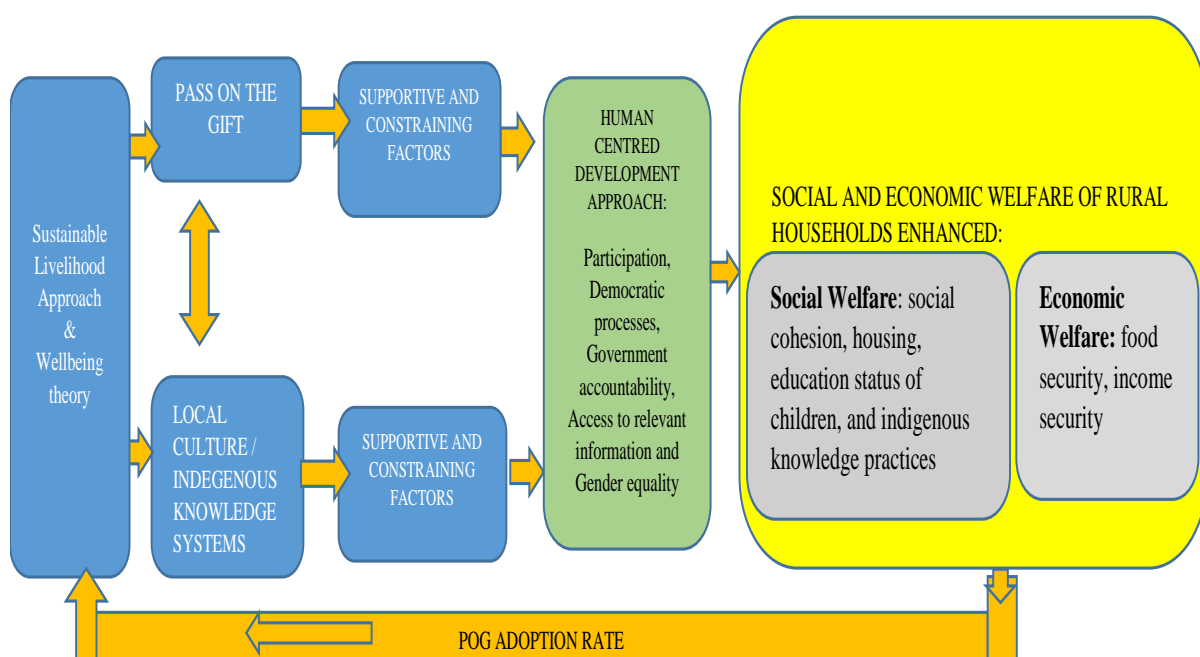 Sustainable
Livelihood
Approach
&
Wellbeing
theory
PASS ON THE
GIFT
SUPPORTIVE AND
CONSTRAINING
FACTORS
LOCAL
CULTURE /
INDEGENOUS
KNOWLEDGE
SYSTEMS
SUPPORTIVE AND
CONSTRAINING
FACTORS
HUMAN
CENTRED
DEVELOPMENT
APPROACH:
Participation,
Democratic
processes,
Government
accountability,
Access to relevant
information and
Gender equality
SOCIAL AND ECONOMIC WELFARE OF RURAL
HOUSEHOLDS ENHANCED:
Social Welfare: social
cohesion, housing,
education status of
children, and indigenous
knowledge practices
Economic
Welfare: food
security, income
security
POG ADOPTION RATE